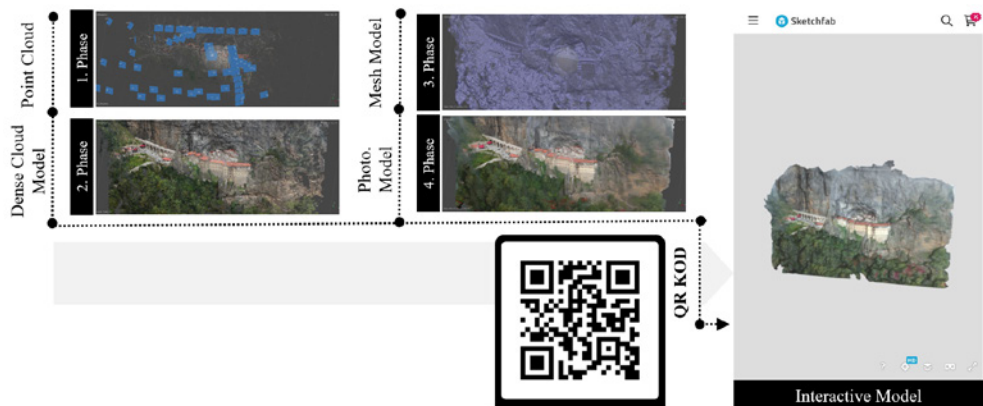 Point Cloud
1. Phase
Dense Cloud
Model
2. Phase
Mesh Model
3. Phase
Photo.
Model
4. Phase
QR KOD
Sketchfab
Interactive Model